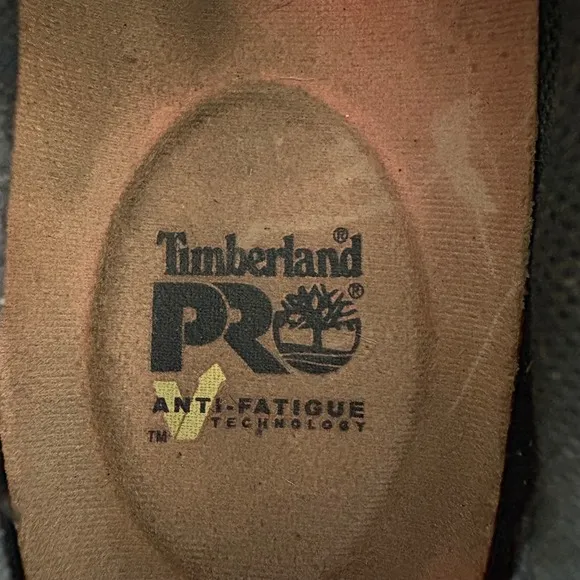 Timberland®
PRO®
ANTI-FATIGUE
TM TECHNOLOGY